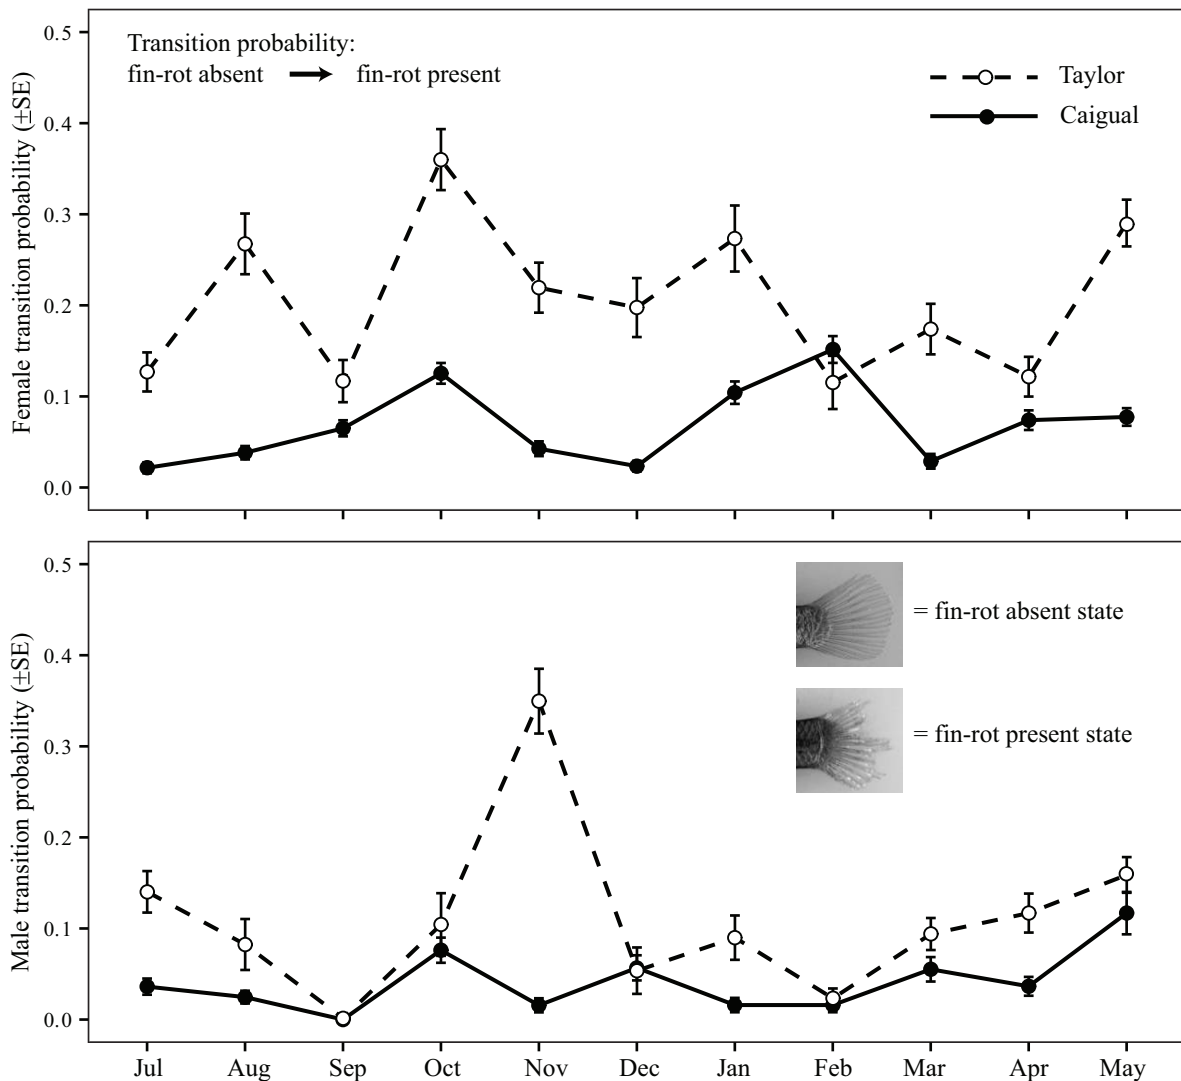 0.5
Transition probability:
fin-rot absent fin-rot present
Taylor
Caigual
0.4
0.3
0.2
0.1
0.0
Female transition probability (±SE)
0.5
= fin-rot absent state
0.4
= fin-rot present state
0.3
0.2
0.1
0.0
Male transition probability (±SE)
Jul Aug Sep Oct Nov Dec Jan Feb Mar Apr May